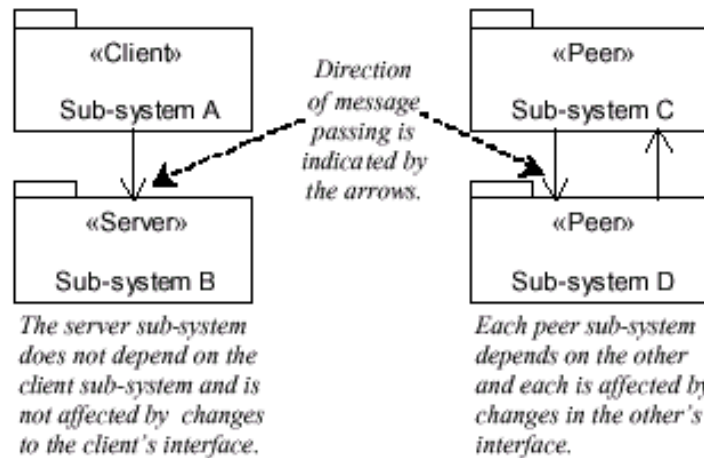 «Client»
Sub-system A
«Server»
Sub-system B
The server sub-system
does not depend on the
client sub-system and is
not affected by changes
to the client's interface.
Direction
of message
passing is
indicated by
the arrows.
«Peer»
Sub-system C
«Peer»
Sub-system D
Each peer sub-system
depends on the other
and each is affected by
changes in the other's
interface.